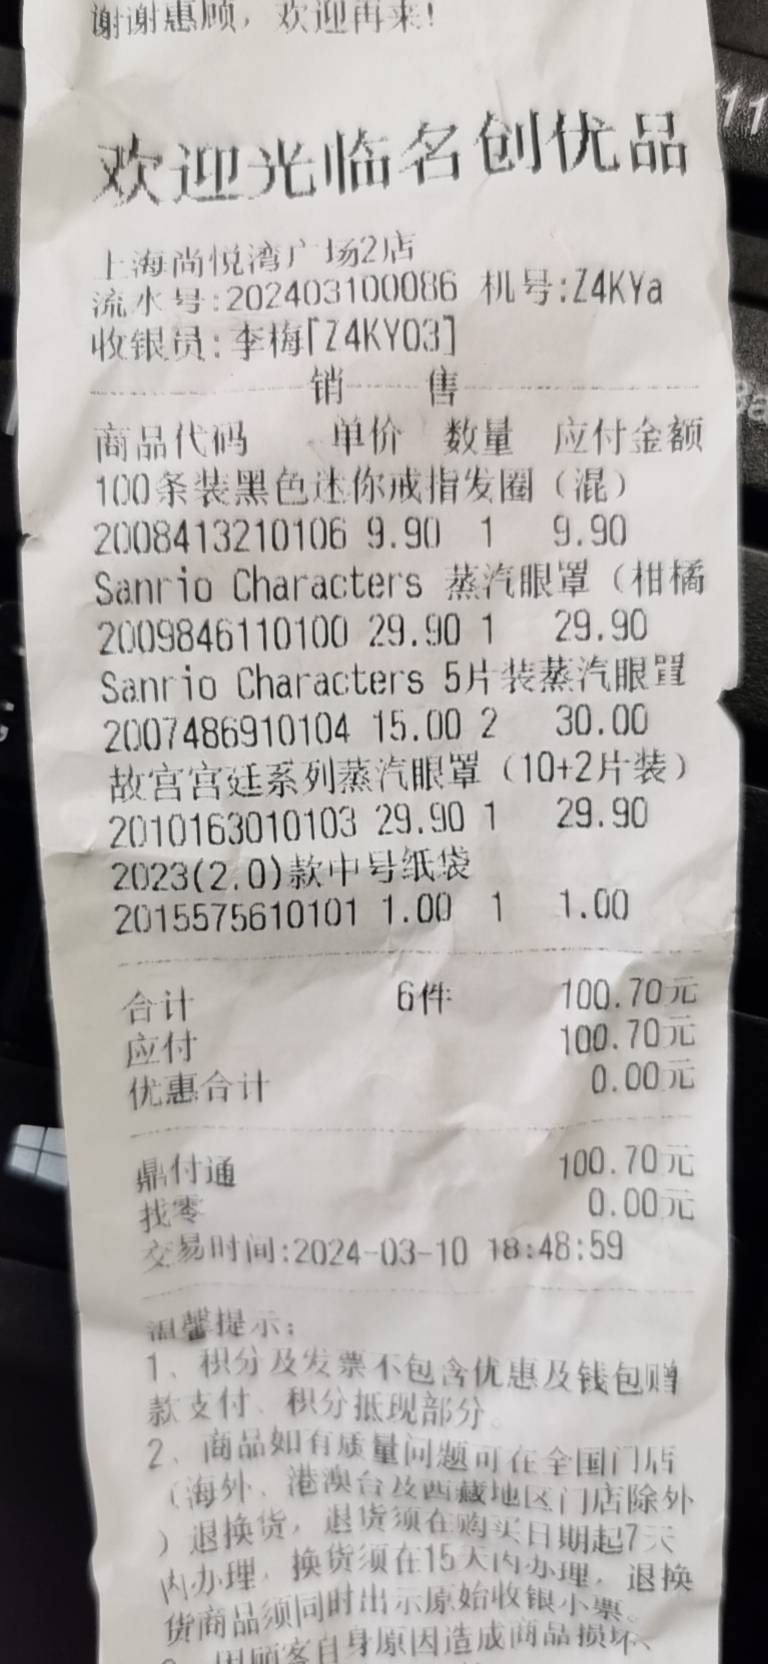 谢谢惠顾，欢迎再来！
欢迎光临名创优品
上海尚悦湾广场2店
流水号:202403100086 机号:Z4KYa
收银员:李梅[Z4KY03]
销 售
商品代码 单价 数量 应付金额
100条装黑色迷你戒指发圈（混）
2008413210106 9.90 1 9.90
Sanrio Characters 蒸汽眼罩（柑橘
2009846110100 29.90 1 29.90
Sanrio Characters 5片装蒸汽眼罩
2007486910104 15.00 2 30.00
故宫宫廷系列蒸汽眼罩（10+2片装）
2010163010103 29.90 1 29.90
2023(2.0)款中号纸袋
2015575610101 1.00 1 1.00
合计 6件 100.70元
应付 100.70元
优惠合计 0.00元
鼎付通 100.70元
找零 0.00元
交易时间:2024-03-10 18:48:59
温馨提示：
1、积分及发票不包含优惠及钱包赠
款支付、积分抵现部分。
2、商品如有质量问题可在全国门店
（海外、港澳台及西藏地区门店除外
）退换货，退货须在购买日期起7天
内办理，换货须在15天内办理，退换
货商品须同时出示原始收银小票。
因顾客自身原因造成商品损坏、